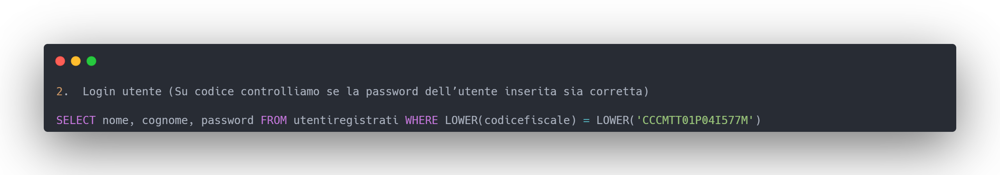 2.  Login utente (Su codice controlliamo se la password dell’utente inserita sia corretta)
SELECT nome, cognome, password FROM utentiregistrati WHERE LOWER(codicefiscale) = LOWER('CCCMTT01P04I577M')